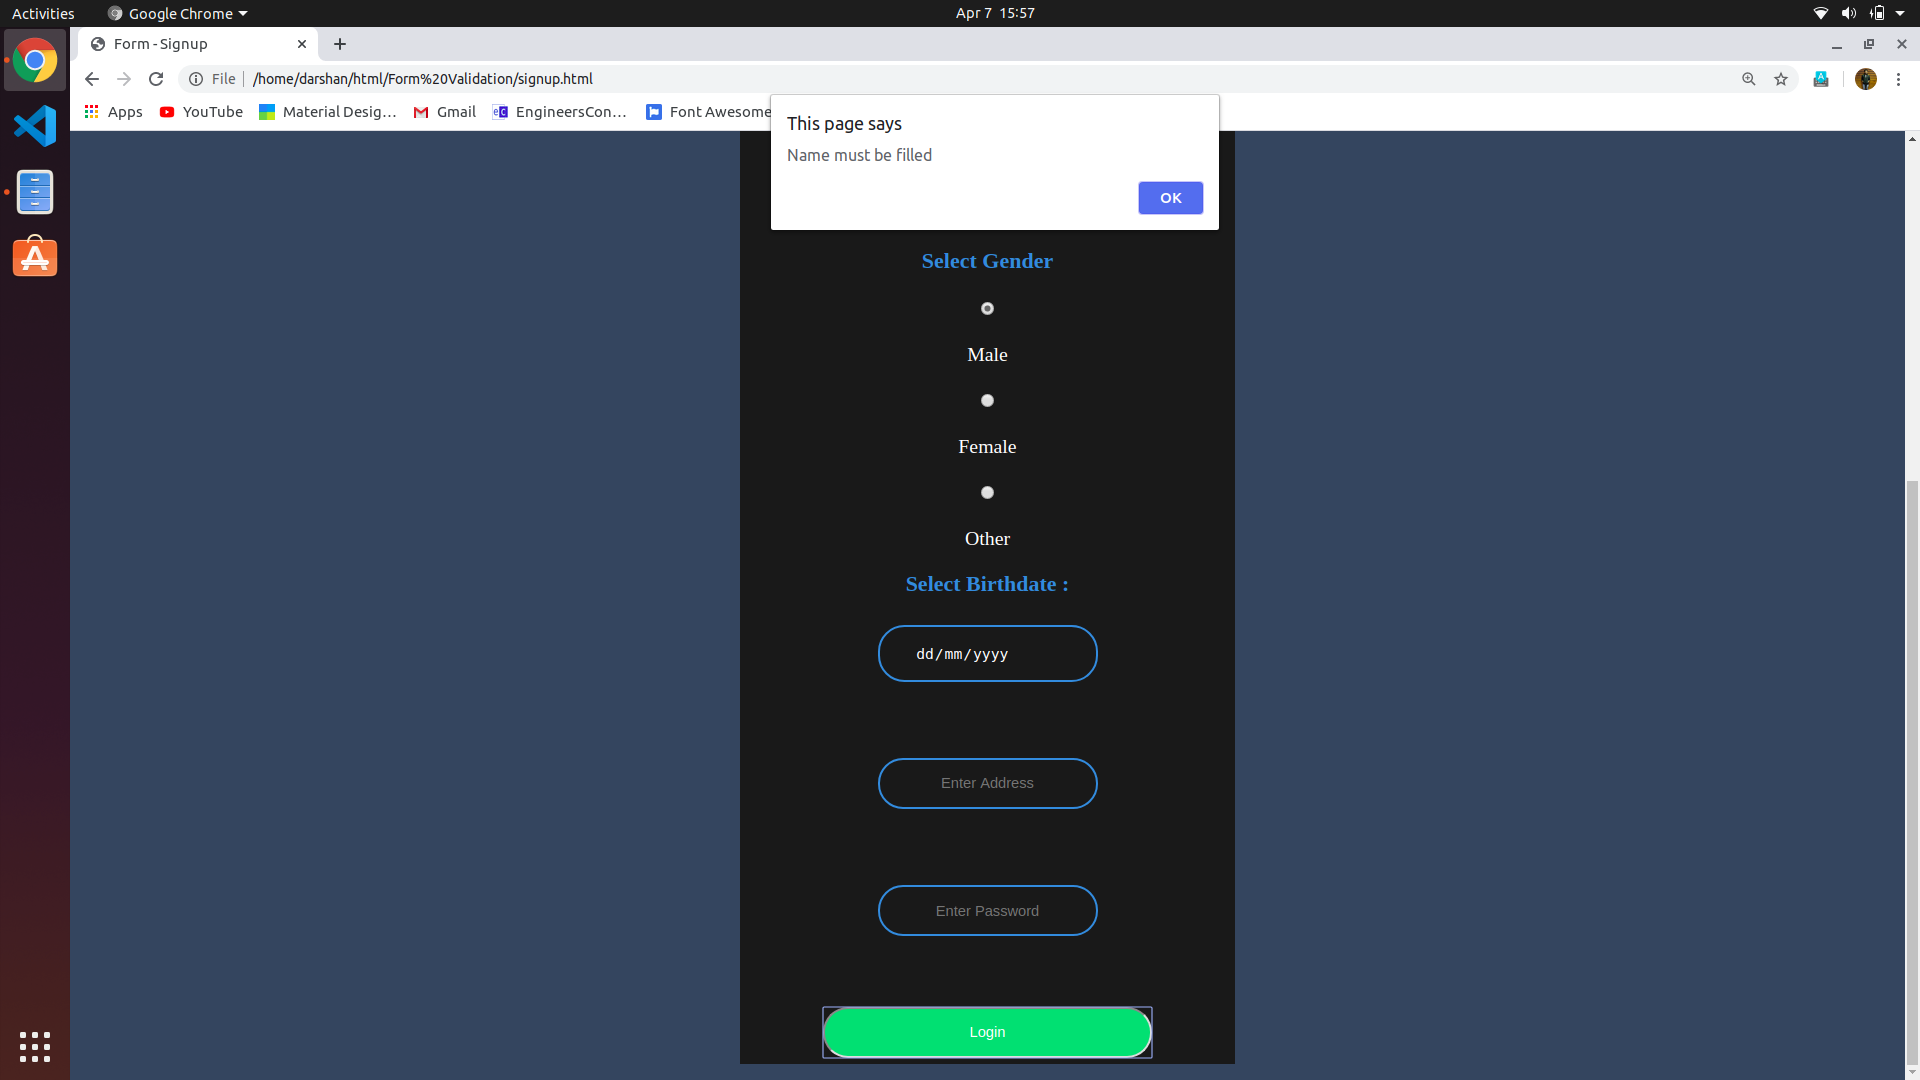 Activities
Google Chrome
Apr 7 15:57
Form - Signup
File
/home/darshan/html/Form%20Validation/signup.html
Apps
YouTube
Material Desig...
Gmail
EngineersCon...
Font Awesome
This page says
Name must be filled
OK
Select Gender
Male
Female
Other
Select Birthdate :
dd/mm/yyyy
Enter Address
Enter Password
Login